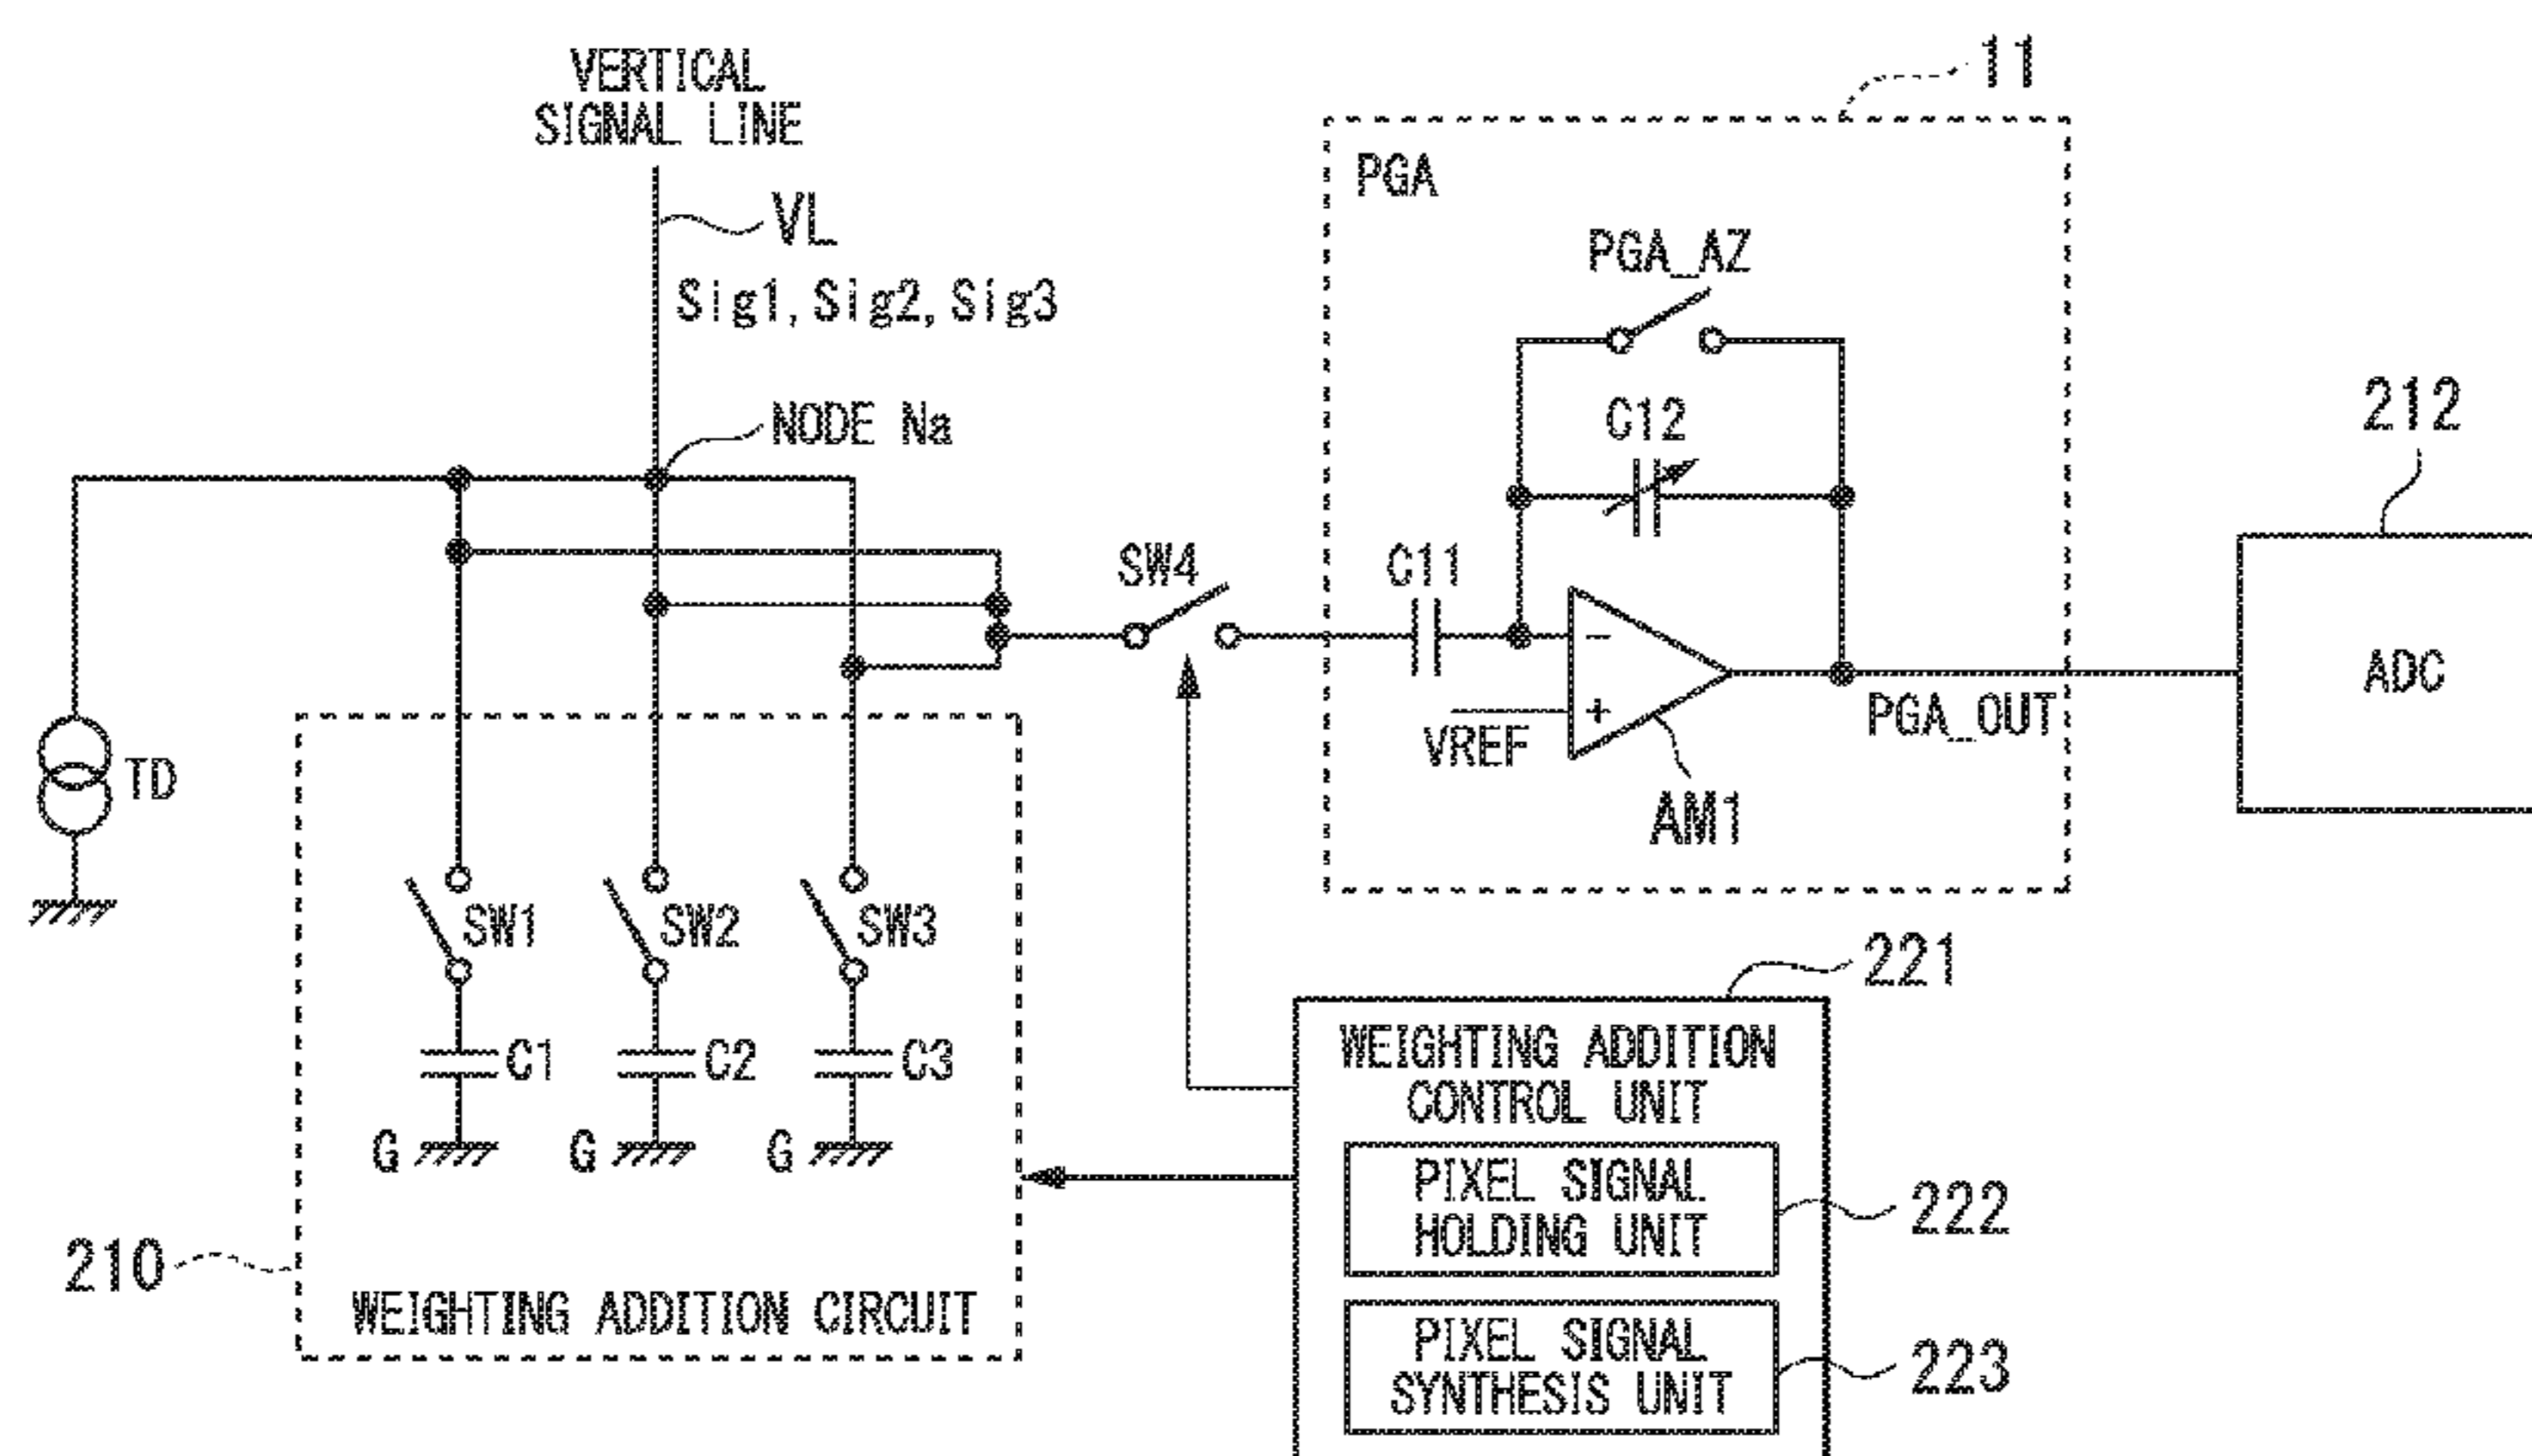 VERTICAL
SIGNAL LINE
11
PGA
VL
PGA_AZ
Sig1, Sig2, Sig3
NODE Na
C12
212
SW4
C11
ADC
TD
VREF
PGA_OUT
AM1
SW1
SW2
SW3
221
C1
C2
C3
WEIGHTING ADDITION
CONTROL UNIT
G
G
G
PIXEL SIGNAL
HOLDING UNIT
222
210
WEIGHTING ADDITION CIRCUIT
PIXEL SIGNAL
SYNTHESIS UNIT
223